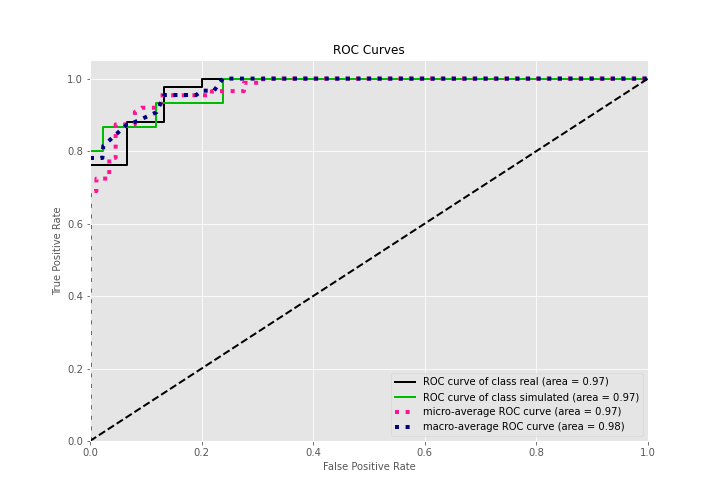 ROC Curves
True Positive Rate
1.0
0.8
0.6
0.4
0.2
0.0
0.0 0.2 0.4 0.6 0.8 1.0
False Positive Rate
ROC curve of class real (area = 0.97)
ROC curve of class simulated (area = 0.97)
micro-average ROC curve (area = 0.97)
macro-average ROC curve (area = 0.98)